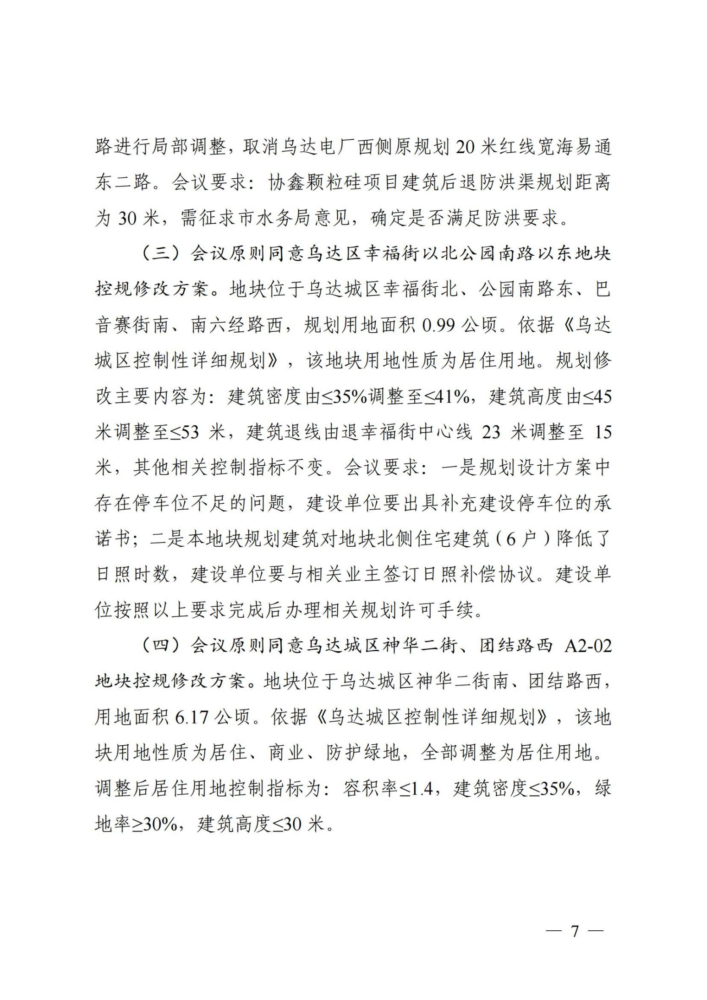 路进行局部调整，取消乌达电厂西侧原规划 20 米红线宽海易通
东二路。会议要求：协鑫颗粒硅项目建筑后退防洪渠规划距离
为 30 米，需征求市水务局意见，确定是否满足防洪要求。
（三）会议原则同意乌达区幸福街以北公园南路以东地块
控规修改方案。地块位于乌达城区幸福街北、公园南路东、巴
音赛街南、南六经路西，规划用地面积 0.99 公顷。依据《乌达
城区控制性详细规划》，该地块用地性质为居住用地。规划修
改主要内容为：建筑密度由≤35%调整至≤41%，建筑高度由≤45
米调整至≤53 米，建筑退线由退幸福街中心线 23 米调整至 15
米，其他相关控制指标不变。会议要求：一是规划设计方案中
存在停车位不足的问题，建设单位要出具补充建设停车位的承
诺书；二是本地块规划建筑对地块北侧住宅建筑（6 户）降低了
日照时数，建设单位要与相关业主签订日照补偿协议。建设单
位按照以上要求完成后办理相关规划许可手续。
（四）会议原则同意乌达城区神华二街、团结路西 A2-02
地块控规修改方案。地块位于乌达城区神华二街南、团结路西，
用地面积 6.17 公顷。依据《乌达城区控制性详细规划》，该地
块用地性质为居住、商业、防护绿地，全部调整为居住用地。
调整后居住用地控制指标为：容积率≤1.4，建筑密度≤35%，绿
地率≥30%，建筑高度≤30 米。
— 7 —